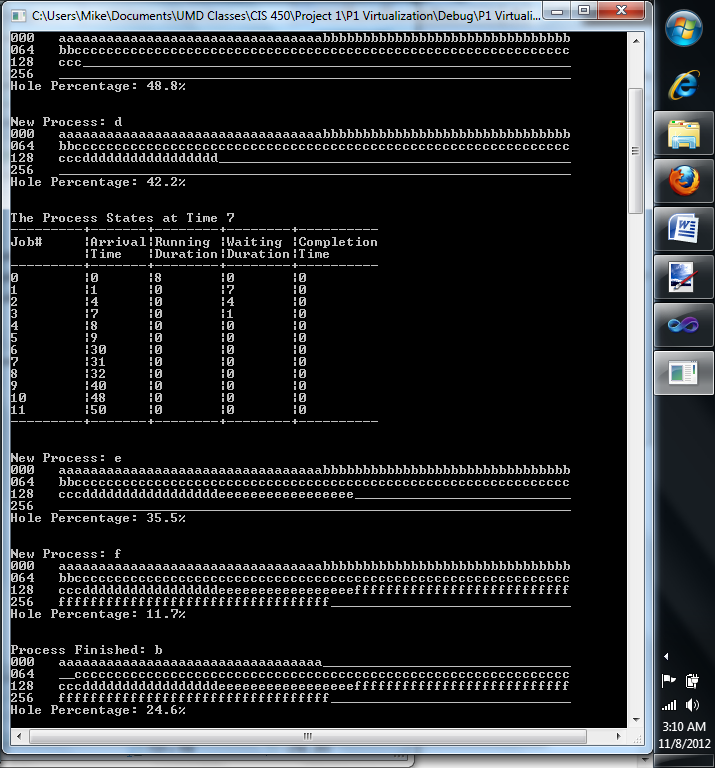 C:\Users\Mike\Documents\UMD Classes\CIS 450\Project 1\P1 Virtualization\Debug\P1 Virtuali...
000   aaaaaaaaaaaaaaaaaaaaaaaaaaaaaaaaabbbbbbbbbbbbbbbbbbbbbbbbbbbbbbb
064   bbcccccccccccccccccccccccccccccccccccccccccccccccccccccccccccccc
128   ccc_____________________________________________________________
256   ________________________________________________________________
Hole Percentage: 48.8%
New Process: d
000   aaaaaaaaaaaaaaaaaaaaaaaaaaaaaaaaabbbbbbbbbbbbbbbbbbbbbbbbbbbbbbb
064   bbcccccccccccccccccccccccccccccccccccccccccccccccccccccccccccccc
128   cccddddddddddddddddd____________________________________________
256   ________________________________________________________________
Hole Percentage: 42.2%
The Process States at Time 7
---------+--------+--------+--------+----------
Job#     ¦Arrival¦Running ¦Waiting ¦Completion
         ¦Time   ¦Duration¦Duration¦Time
---------+--------+--------+--------+----------
0        ¦0      ¦8       ¦0       ¦0
1        ¦1      ¦0       ¦7       ¦0
2        ¦4      ¦0       ¦4       ¦0
3        ¦7      ¦0       ¦1       ¦0
4        ¦8      ¦0       ¦0       ¦0
5        ¦9      ¦0       ¦0       ¦0
6        ¦30     ¦0       ¦0       ¦0
7        ¦31     ¦0       ¦0       ¦0
8        ¦32     ¦0       ¦0       ¦0
9        ¦40     ¦0       ¦0       ¦0
10       ¦48     ¦0       ¦0       ¦0
11       ¦50     ¦0       ¦0       ¦0
---------+--------+--------+--------+----------
New Process: e
000   aaaaaaaaaaaaaaaaaaaaaaaaaaaaaaaaabbbbbbbbbbbbbbbbbbbbbbbbbbbbbbb
064   bbcccccccccccccccccccccccccccccccccccccccccccccccccccccccccccccc
128   cccdddddddddddddddddeeeeeeeeeeeeeeeee___________________________
256   ________________________________________________________________
Hole Percentage: 35.5%
New Process: f
000   aaaaaaaaaaaaaaaaaaaaaaaaaaaaaaaaabbbbbbbbbbbbbbbbbbbbbbbbbbbbbbb
064   bbcccccccccccccccccccccccccccccccccccccccccccccccccccccccccccccc
128   cccdddddddddddddddddeeeeeeeeeeeeeeeeefffffffffffffffffffffffffff
256   ffffffffffffffffffffffffffffffffff______________________________
Hole Percentage: 11.7%
Process Finished: b
000   aaaaaaaaaaaaaaaaaaaaaaaaaaaaaaaaa_______________________________
064   __cccccccccccccccccccccccccccccccccccccccccccccccccccccccccccccc
128   cccdddddddddddddddddeeeeeeeeeeeeeeeeefffffffffffffffffffffffffff
256   ffffffffffffffffffffffffffffffffff______________________________
Hole Percentage: 24.6%
3:10 AM
11/8/2012